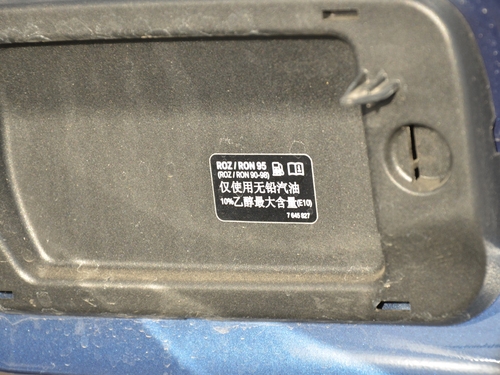 ROZ / RON 95
(ROZ / RON 90-98)
仅使用无铅汽油
10%乙醇最大含量(E10)
7 645 827